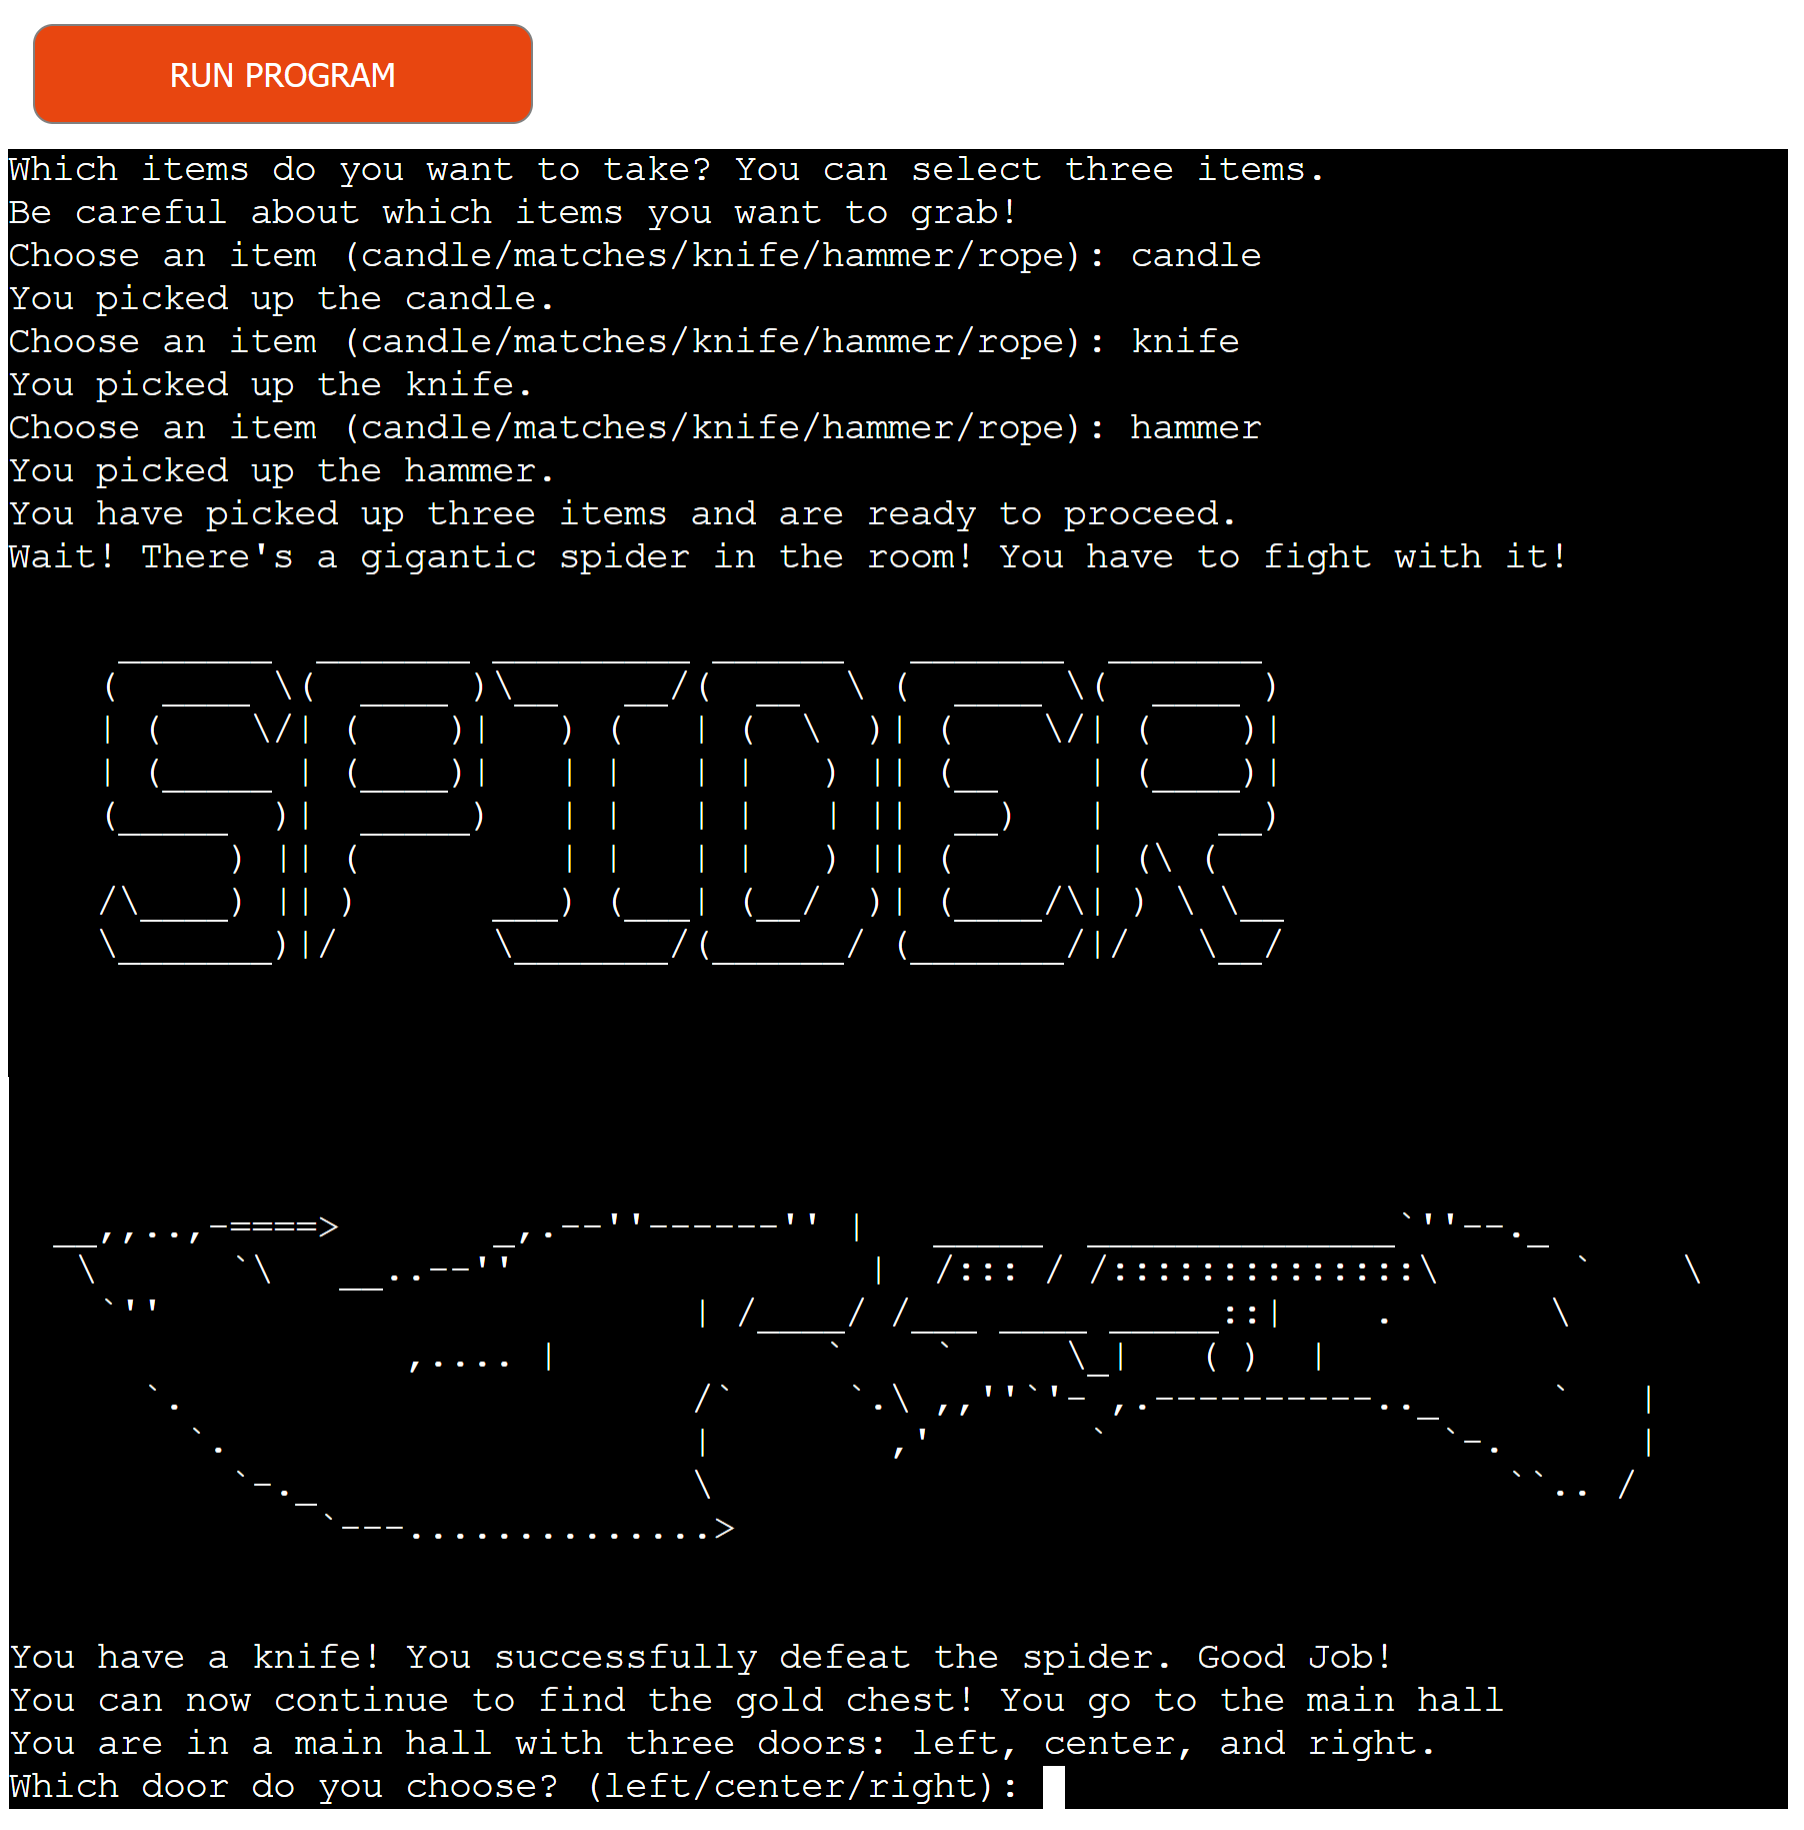 RUN PROGRAM
Which items do you want to take? You can select three items.
Be careful about which items you want to grab!
Choose an item (candle/matches/knife/hammer/rope): candle
You picked up the candle.
Choose an item (candle/matches/knife/hammer/rope): knife
You picked up the knife.
Choose an item (candle/matches/knife/hammer/rope): hammer
You picked up the hammer.
You have picked up three items and are ready to proceed.
Wait! There's a gigantic spider in the room! You have to fight with it!
SPIDER
You have a knife! You successfully defeat the spider. Good Job!
You can now continue to find the gold chest! You go to the main hall
You are in a main hall with three doors: left, center, and right.
Which door do you choose? (left/center/right):